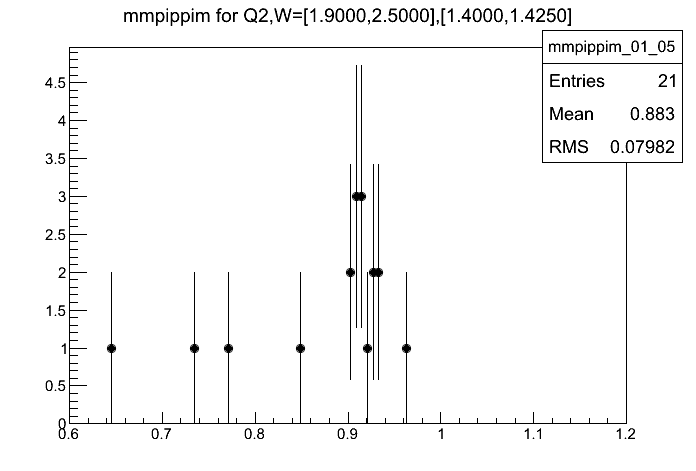 mmpippim for Q2,W=[1.9000,2.5000],[1.4000,1.4250]
mmpippim_01_05
Entries 21
Mean 0.883
RMS 0.07982
4.5
4
3.5
3
2.5
2
1.5
1
0.5
0
0.6 0.7 0.8 0.9 1 1.1 1.2